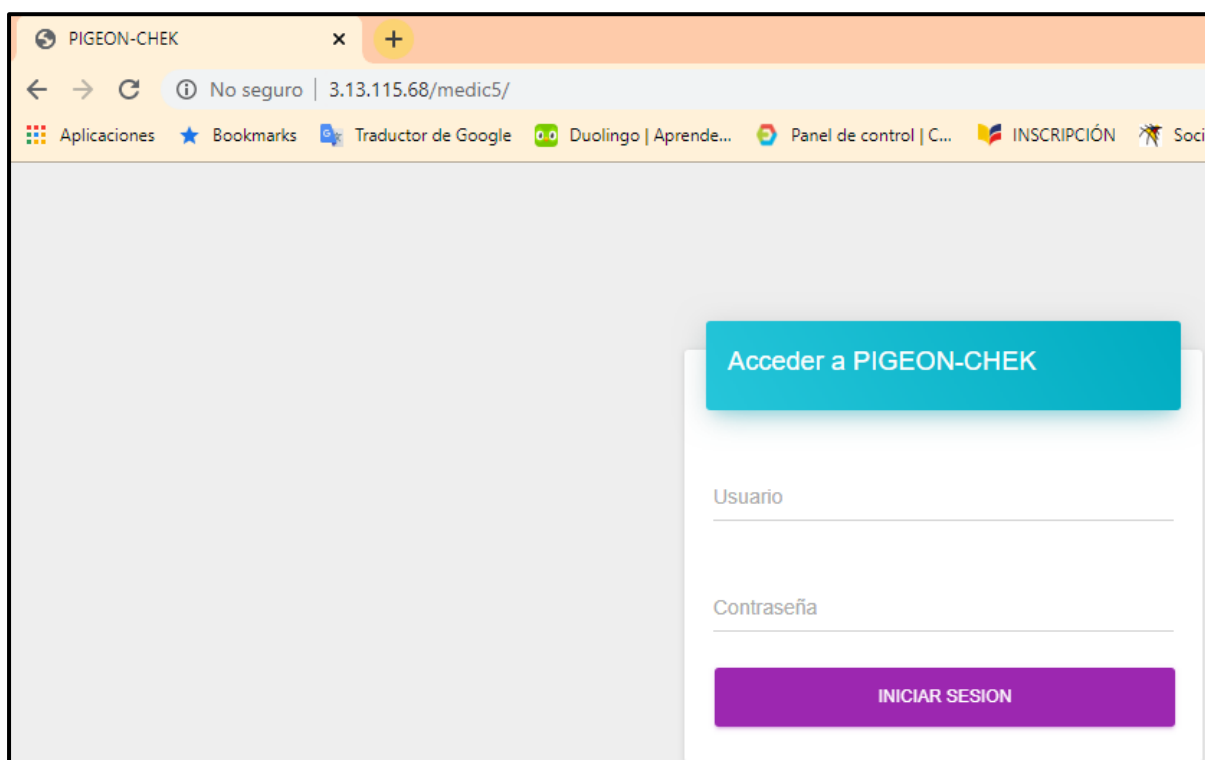 PIGEON-CHEK
No seguro | 3.13.115.68/medic5/
Aplicaciones Bookmarks Traductor de Google Duolingo | Aprende... Panel de control | C... INSCRIPCIÓN Soci
Acceder a PIGEON-CHEK
Usuario
Contraseña
INICIAR SESION